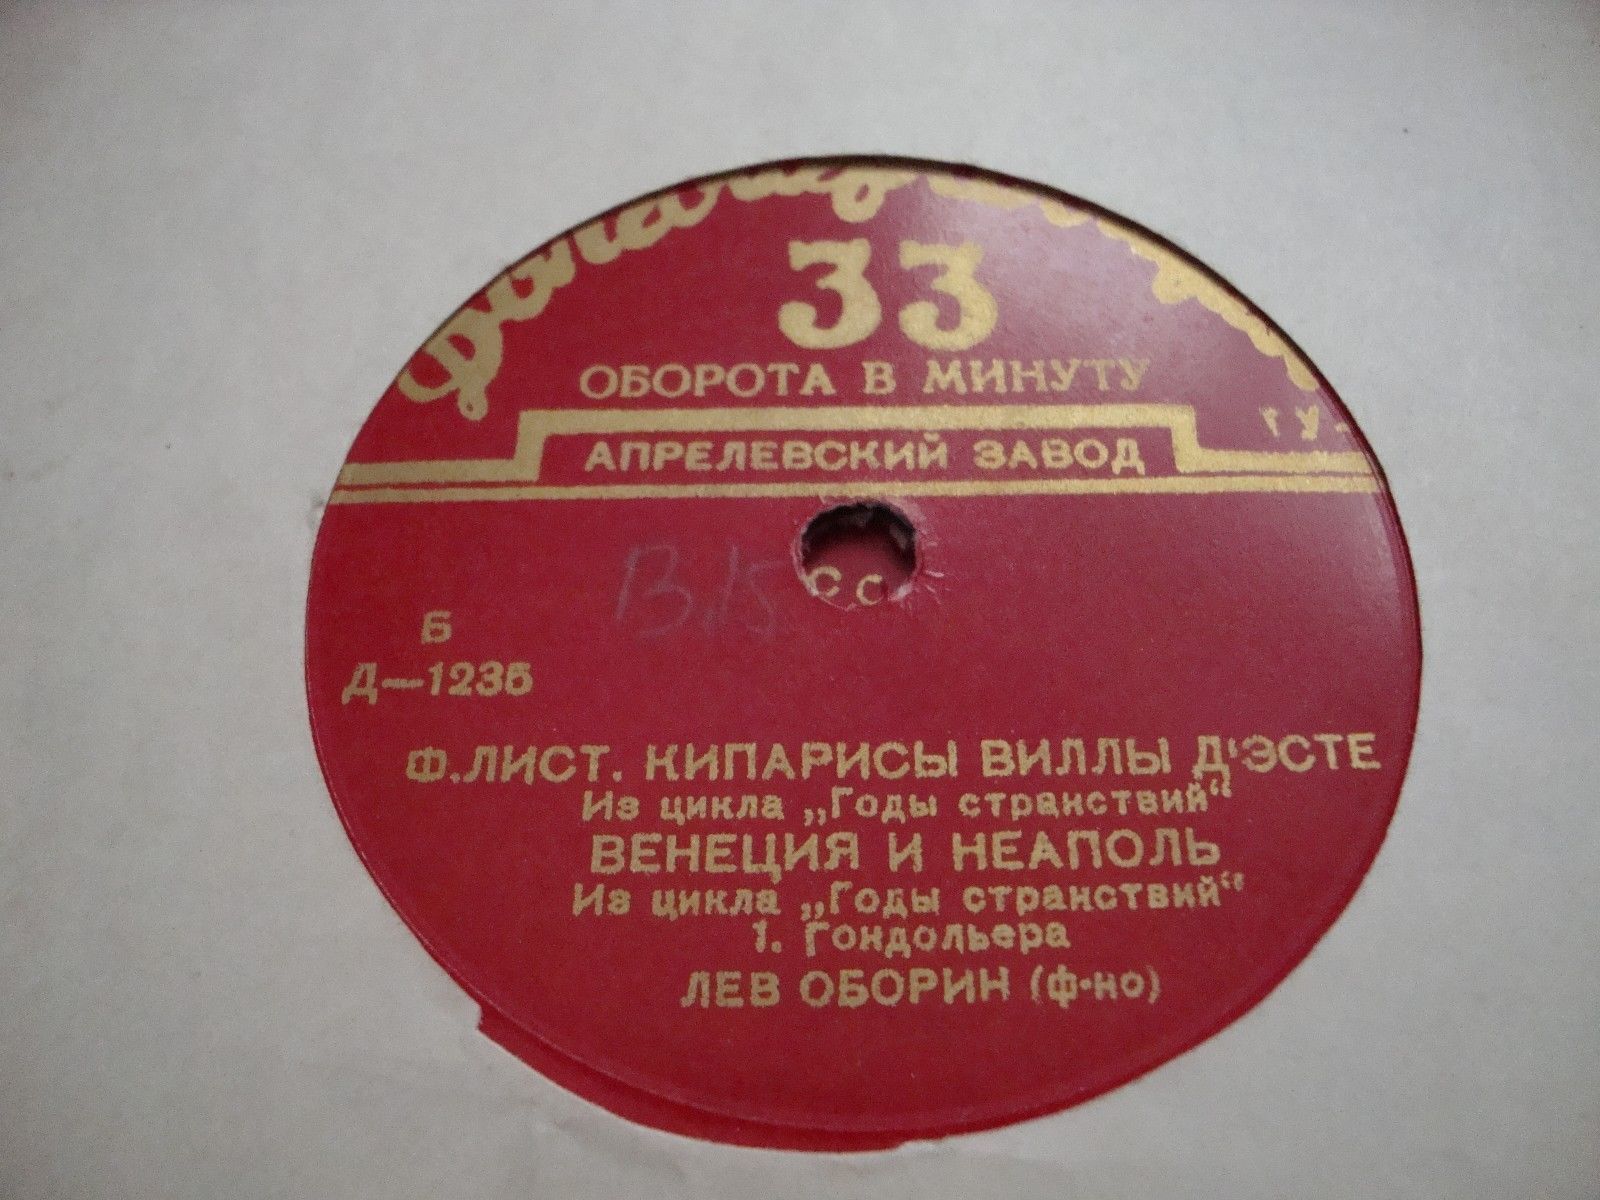 33
ОБОРОТА В МИНУТУ
АПРЕЛЕВСКИЙ ЗАВОД
Б
Д—1235
Ф. ЛИСТ. КИПАРИСЫ ВИЛЛЫ Д'ЭСТЕ
Из цикла „Годы странствий“
ВЕНЕЦИЯ И НЕАПОЛЬ
Из цикла „Годы странствий“
1. Гондольера
ЛЕВ ОБОРИН (ф-но)